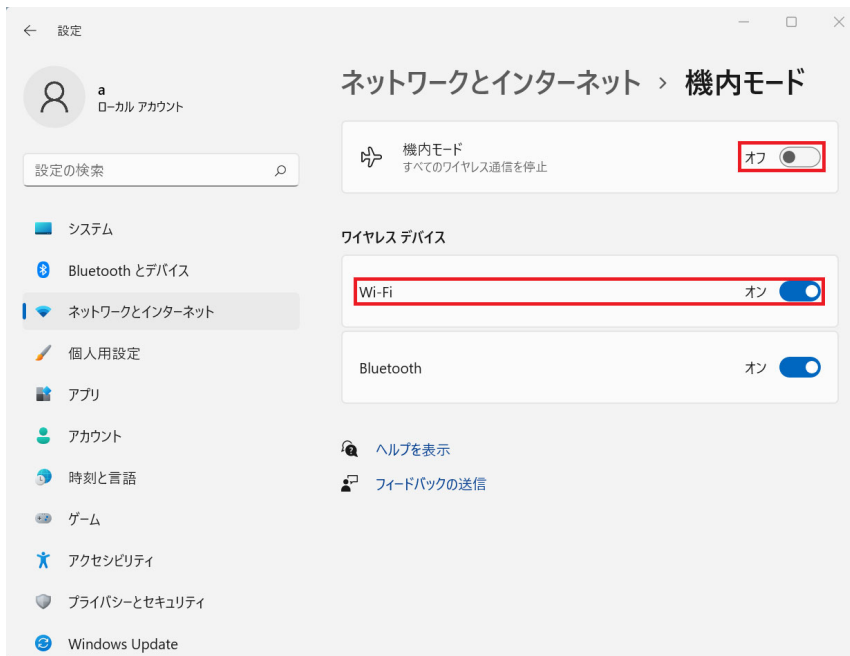 設定
a
ローカル アカウント
設定の検索
システム
Bluetooth とデバイス
ネットワークとインターネット
個人用設定
アプリ
アカウント
時刻と言語
ゲーム
アクセシビリティ
プライバシーとセキュリティ
Windows Update
ネットワークとインターネット › 機内モード
機内モード
すべてのワイヤレス通信を停止
オフ
ワイヤレス デバイス
Wi-Fi オン
Bluetooth オン
ヘルプを表示
フィードバックの送信